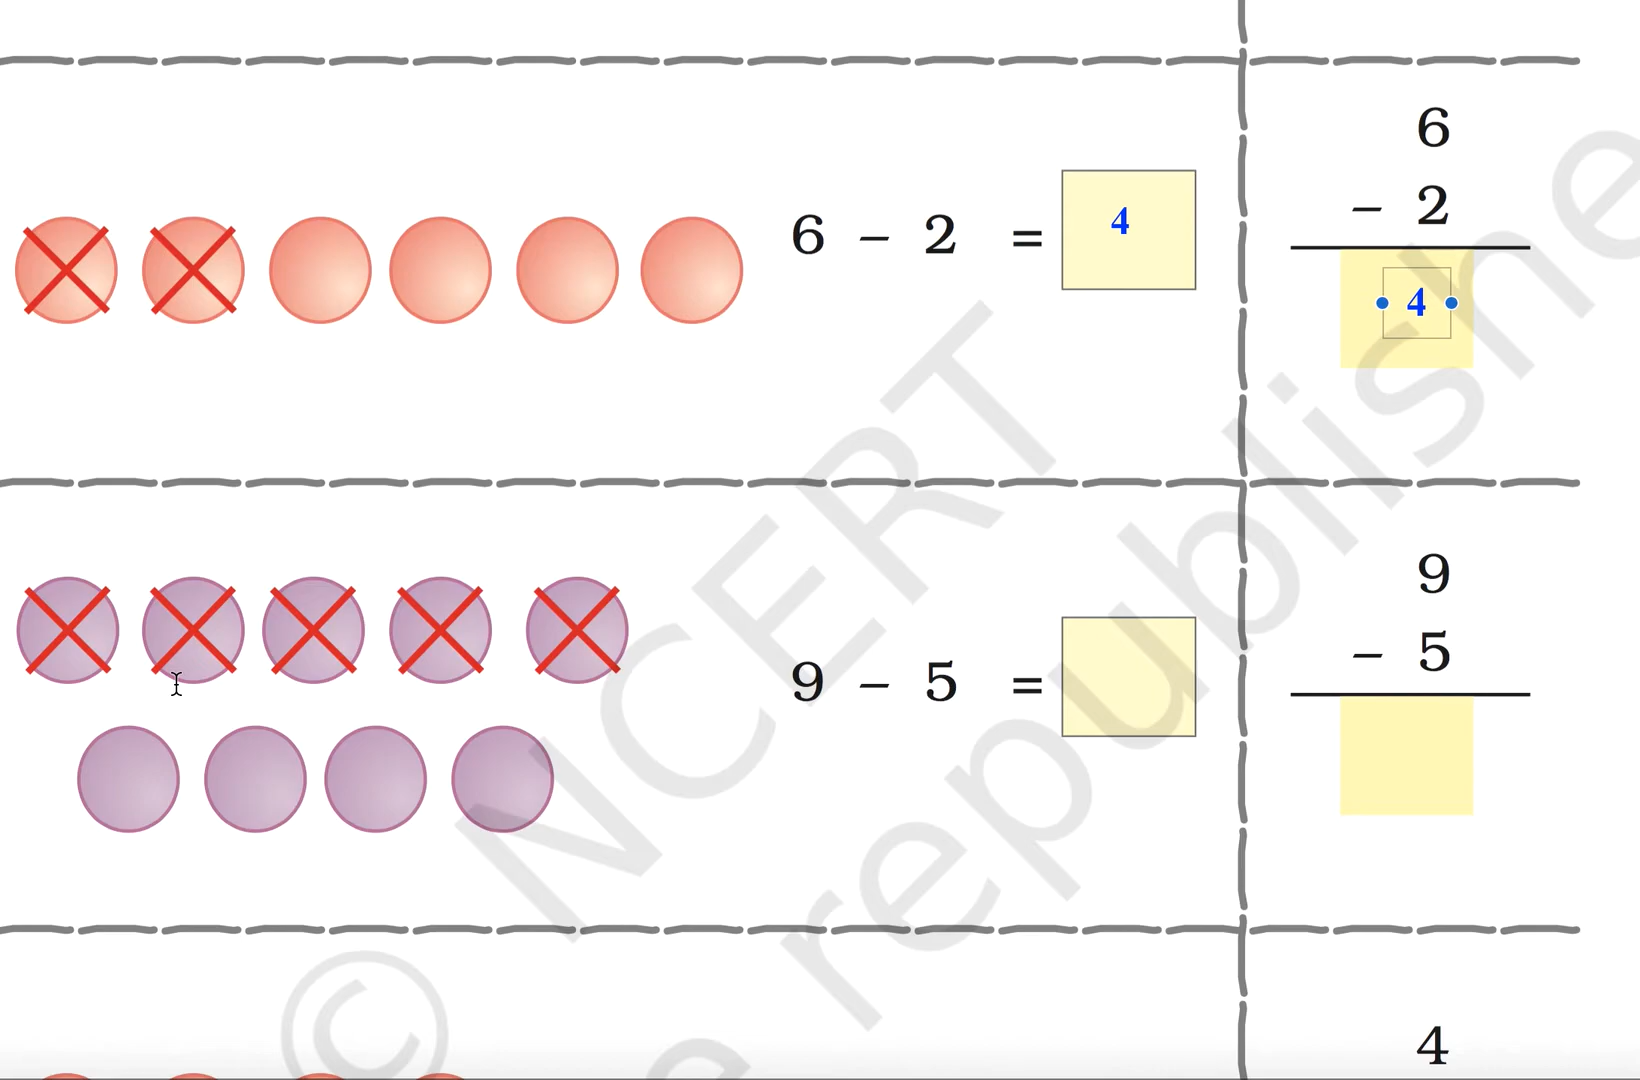 6 – 2 = 4
6
– 2
4
9 – 5 =
9
– 5
4
© NCERT
republishe